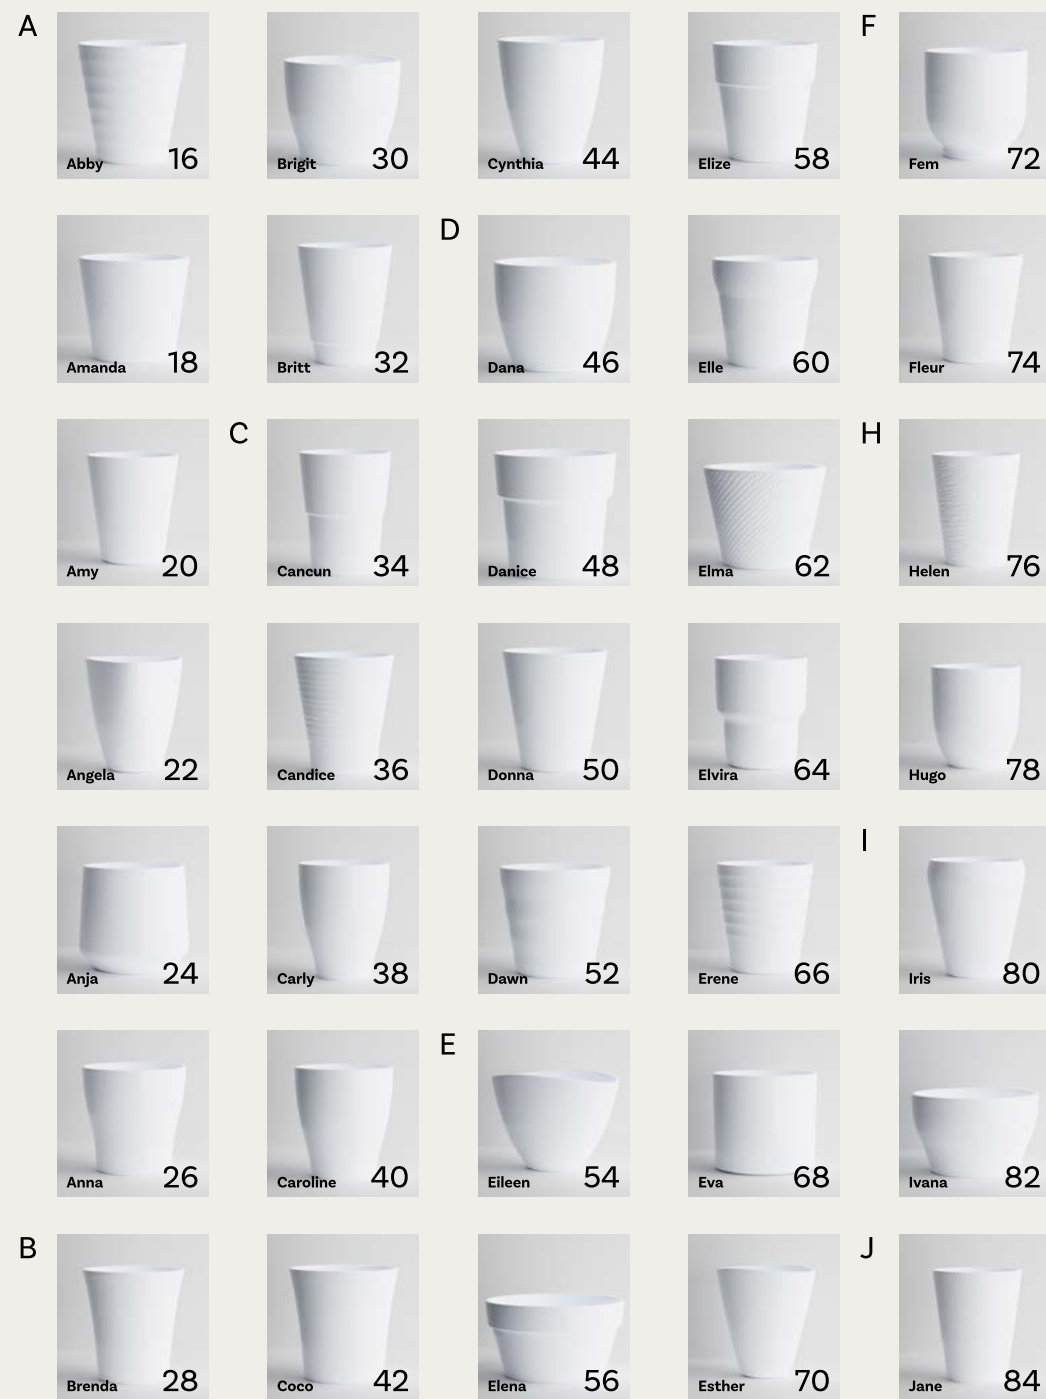 A
Abby 16
Amanda 18
Amy 20
Angela 22
Anja 24
Anna 26
B
Brenda 28
Brigit 30
Britt 32
C
Cancun 34
Candice 36
Carly 38
Caroline 40
Coco 42
Cynthia 44
D
Dana 46
Danice 48
Donna 50
Dawn 52
E
Eileen 54
Elena 56
Elize 58
Elle 60
Elma 62
Elvira 64
Erene 66
Eva 68
Esther 70
F
Fem 72
Fleur 74
H
Helen 76
Hugo 78
I
Iris 80
Ivana 82
J
Jane 84